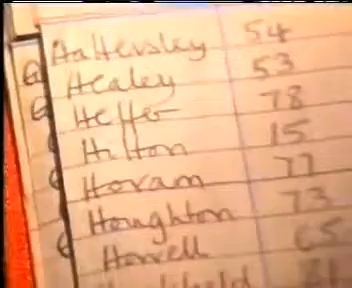 Hattersley 54
Healey 53
Heffer 78
Hilton 15
Horam 77
Houghton 73
Howell 65